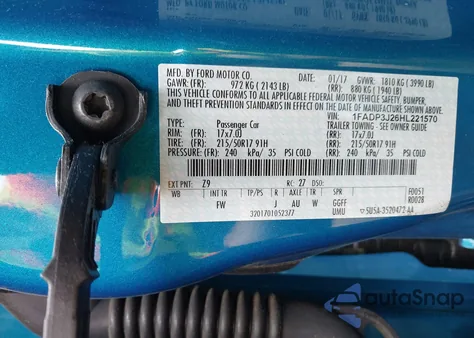 MFD. BY FORD MOTOR CO. 01/17 GVWR: 1810 KG ( 3990 LB)
GAWR: (FR): 972 KG ( 2143 LB) (RR): 880 KG ( 1940 LB)
THIS VEHICLE CONFORMS TO ALL APPLICABLE FEDERAL MOTOR VEHICLE SAFETY, BUMPER,
AND THEFT PREVENTION STANDARDS IN EFFECT ON THE DATE OF MANUFACTURE SHOWN ABOVE.
VIN: 1FADP3J26HL221570
TYPE: Passenger Car TRAILER TOWING - SEE OWNER GUIDE
RIM: (FR) 17x7.0J (RR): 17x7.0J
TIRE: (FR): 215/50R17 91H (RR): 215/50R17 91H
PRESSURE: (FR): 240 kPa/ 35 PSI COLD (RR): 240 kPa/ 35 PSI COLD
EXT PNT: Z9 RC: 27 DSO: F0051
WB INT TR TP/PS R AXLE TR SPR R0028
FW J AU W GGFF
3201701052377 UMU 5U5A-3520472-AA
autoSnap